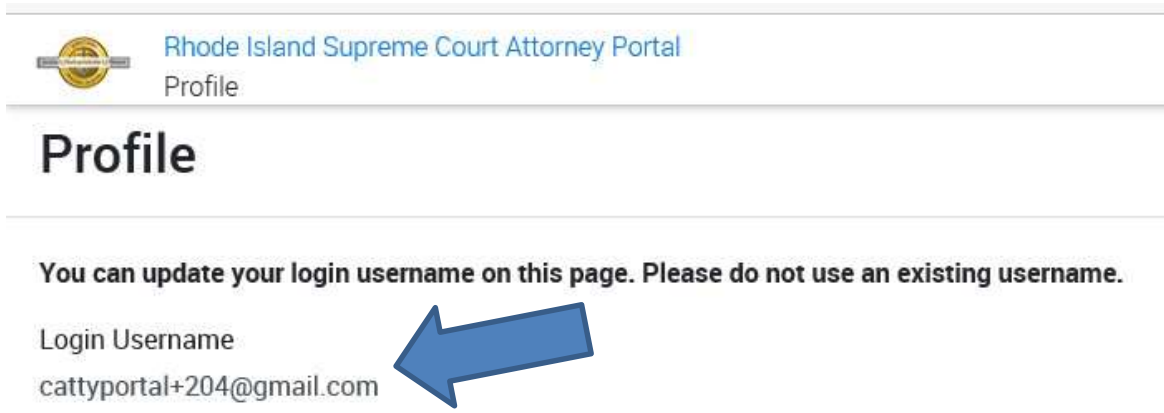 Rhode Island Supreme Court Attorney Portal
Profile
Profile
You can update your login username on this page. Please do not use an existing username.
Login Username
cattyportal+204@gmail.com